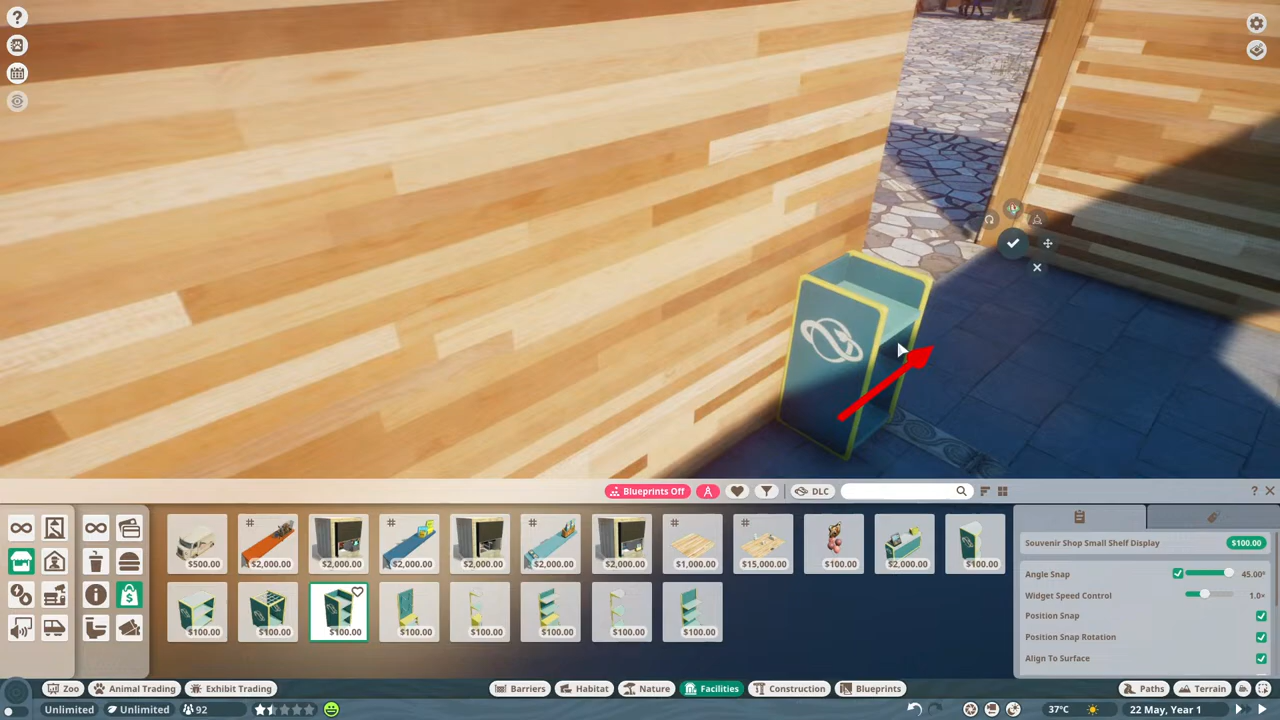 Blueprints Off
DLC
$500.00
$2,000.00
$2,000.00
$2,000.00
$2,000.00
$2,000.00
$2,000.00
$1,000.00
$15,000.00
$100.00
$2,000.00
$100.00
$100.00
$100.00
$100.00
$100.00
$100.00
$100.00
$100.00
$100.00
Souvenir Shop Small Shelf Display $100.00
Angle Snap 45.00°
Widget Speed Control 1.0×
Position Snap
Position Snap Rotation
Align To Surface
Zoo Animal Trading Exhibit Trading Barriers Habitat Nature Facilities Construction Blueprints Paths Terrain
Unlimited Unlimited 92 37°C 22 May, Year 1